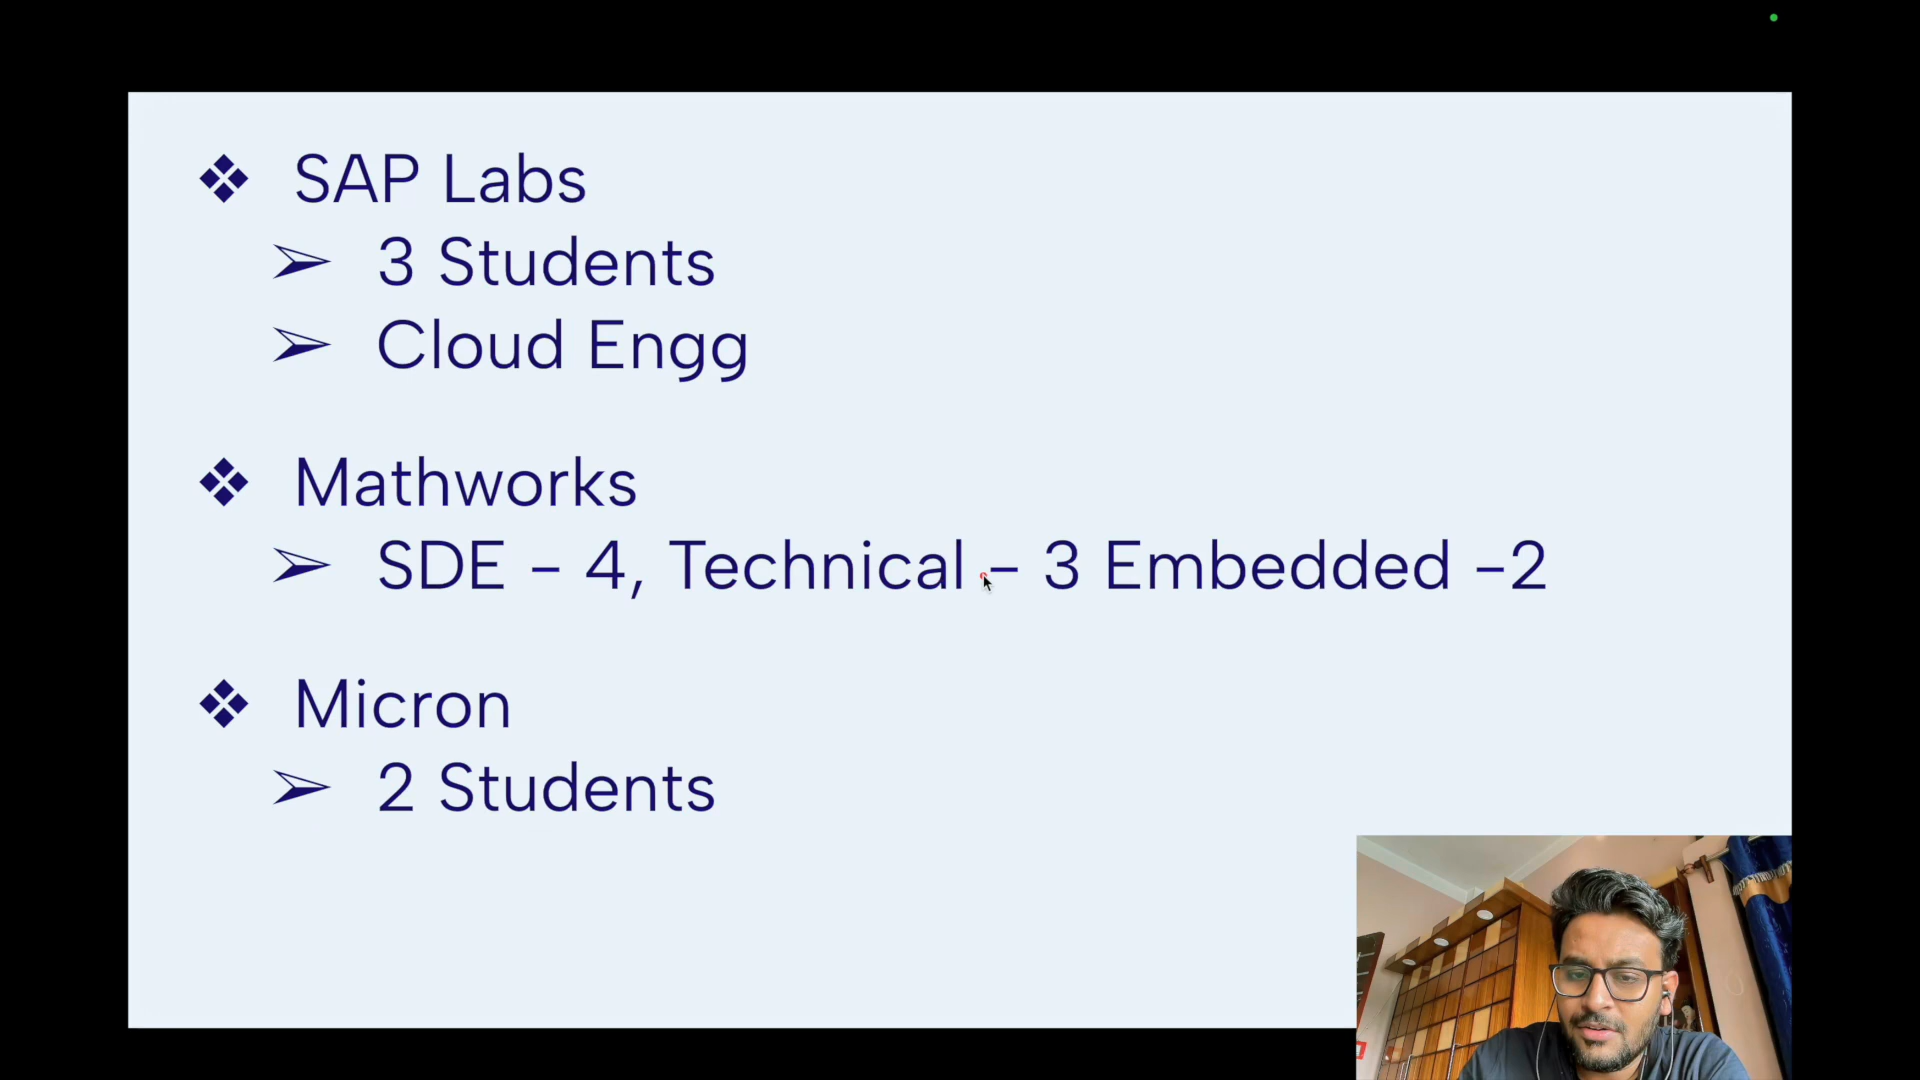 SAP Labs
3 Students
Cloud Engg
Mathworks
SDE - 4, Technical - 3 Embedded -2
Micron
2 Students